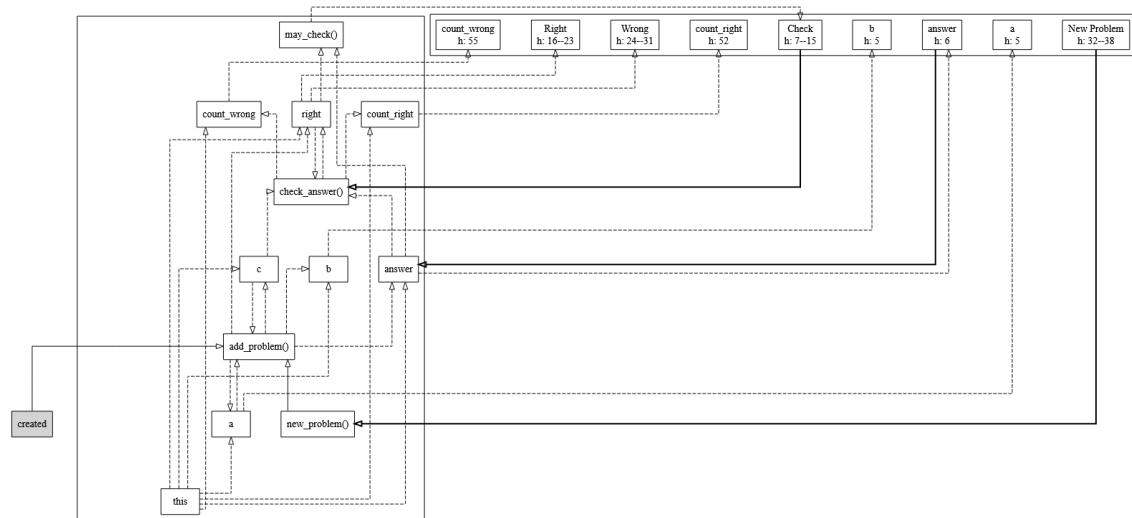 may_check()
count_wrong
h: 55
Right
h: 16--23
Wrong
h: 24--31
count_right
h: 52
Check
h: 7--15
b
h: 5
answer
h: 6
a
h: 5
New Problem
h: 32--38
count_wrong
right
count_right
check_answer()
c
b
answer
add_problem()
created
a
new_problem()
this